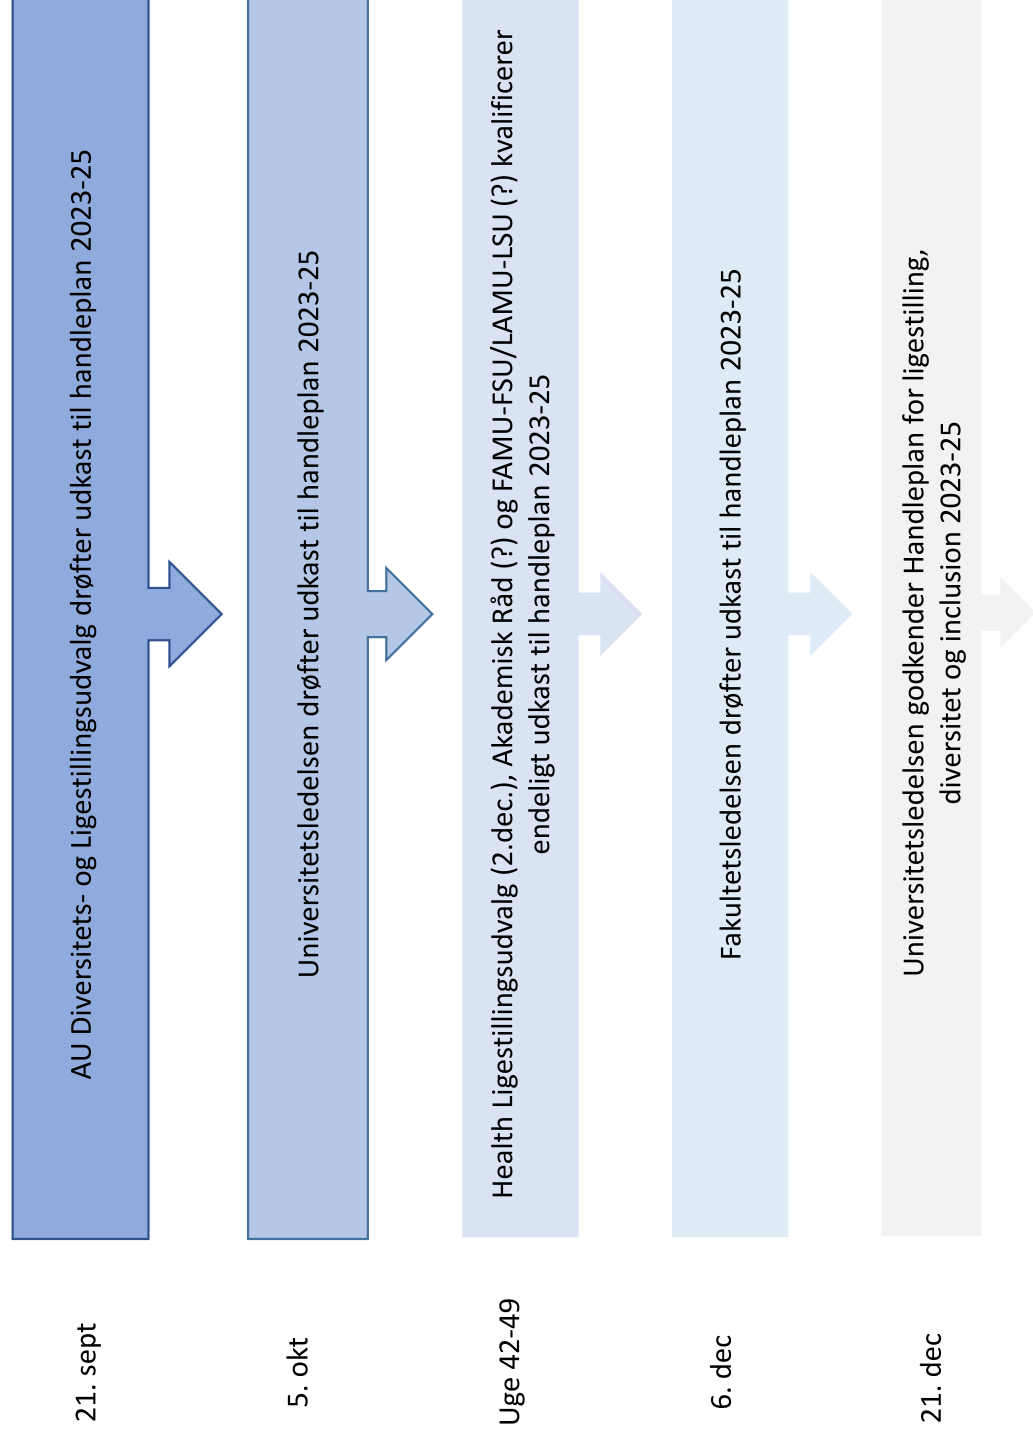 21. sept
AU Diversitets- og Ligestillingsudvalg drøfter udkast til handleplan 2023-25
5. okt
Universitetsledelsen drøfter udkast til handleplan 2023-25
Uge 42-49
Health Ligestillingsudvalg (2.dec.), Akademisk Råd (?) og FAMU-FSU/LAMU-LSU (?) kvalificerer
endeligt udkast til handleplan 2023-25
6. dec
Fakultetsledelsen drøfter udkast til handleplan 2023-25
21. dec
Universitetsledelsen godkender Handleplan for ligestilling,
diversitet og inclusion 2023-25